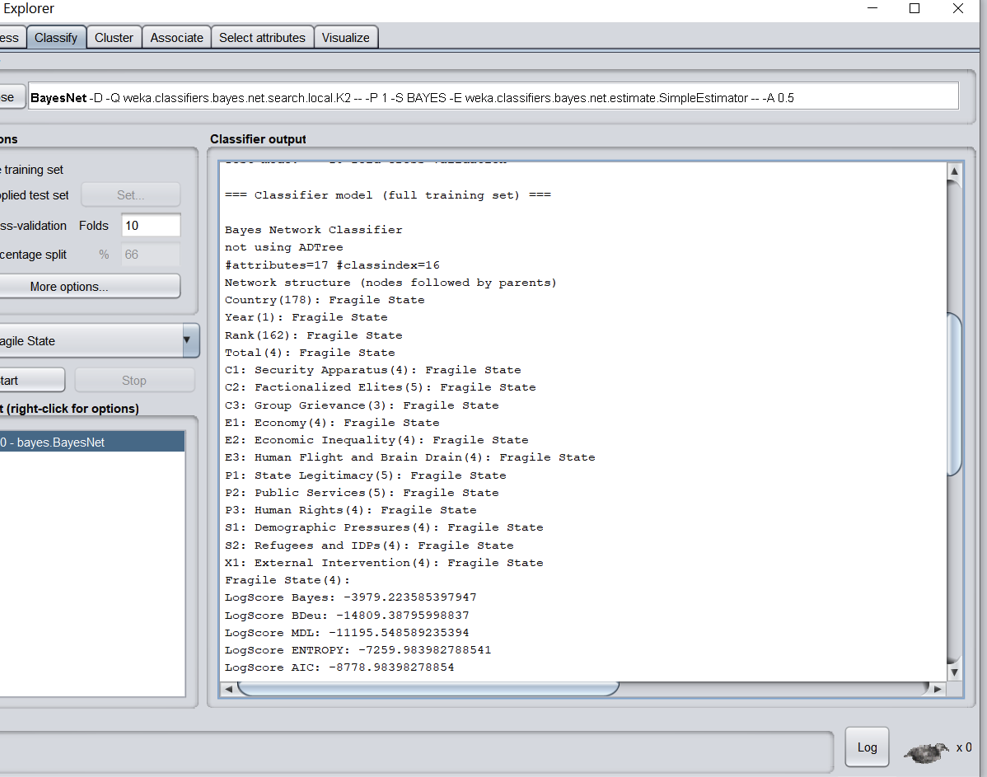 Explorer
ess Classify Cluster Associate Select attributes Visualize
se BayesNet -D -Q weka.classifiers.bayes.net.search.local.K2 -- -P 1 -S BAYES -E weka.classifiers.bayes.net.estimate.SimpleEstimator -- -A 0.5
ons
e training set
pplied test set Set...
ss-validation Folds 10
centage split % 66
More options...
agile State
tart Stop
t (right-click for options)
0 - bayes.BayesNet
Classifier output
=== Classifier model (full training set) ===
Bayes Network Classifier
not using ADTree
#attributes=17 #classindex=16
Network structure (nodes followed by parents)
Country(178): Fragile State
Year(1): Fragile State
Rank(162): Fragile State
Total(4): Fragile State
C1: Security Apparatus(4): Fragile State
C2: Factionalized Elites(5): Fragile State
C3: Group Grievance(3): Fragile State
E1: Economy(4): Fragile State
E2: Economic Inequality(4): Fragile State
E3: Human Flight and Brain Drain(4): Fragile State
P1: State Legitimacy(5): Fragile State
P2: Public Services(5): Fragile State
P3: Human Rights(4): Fragile State
S1: Demographic Pressures(4): Fragile State
S2: Refugees and IDPs(4): Fragile State
X1: External Intervention(4): Fragile State
Fragile State(4):
LogScore Bayes: -3979.223585397947
LogScore BDeu: -14809.38795998837
LogScore MDL: -11195.548589235394
LogScore ENTROPY: -7259.983982788541
LogScore AIC: -8778.98398278854
Log x 0